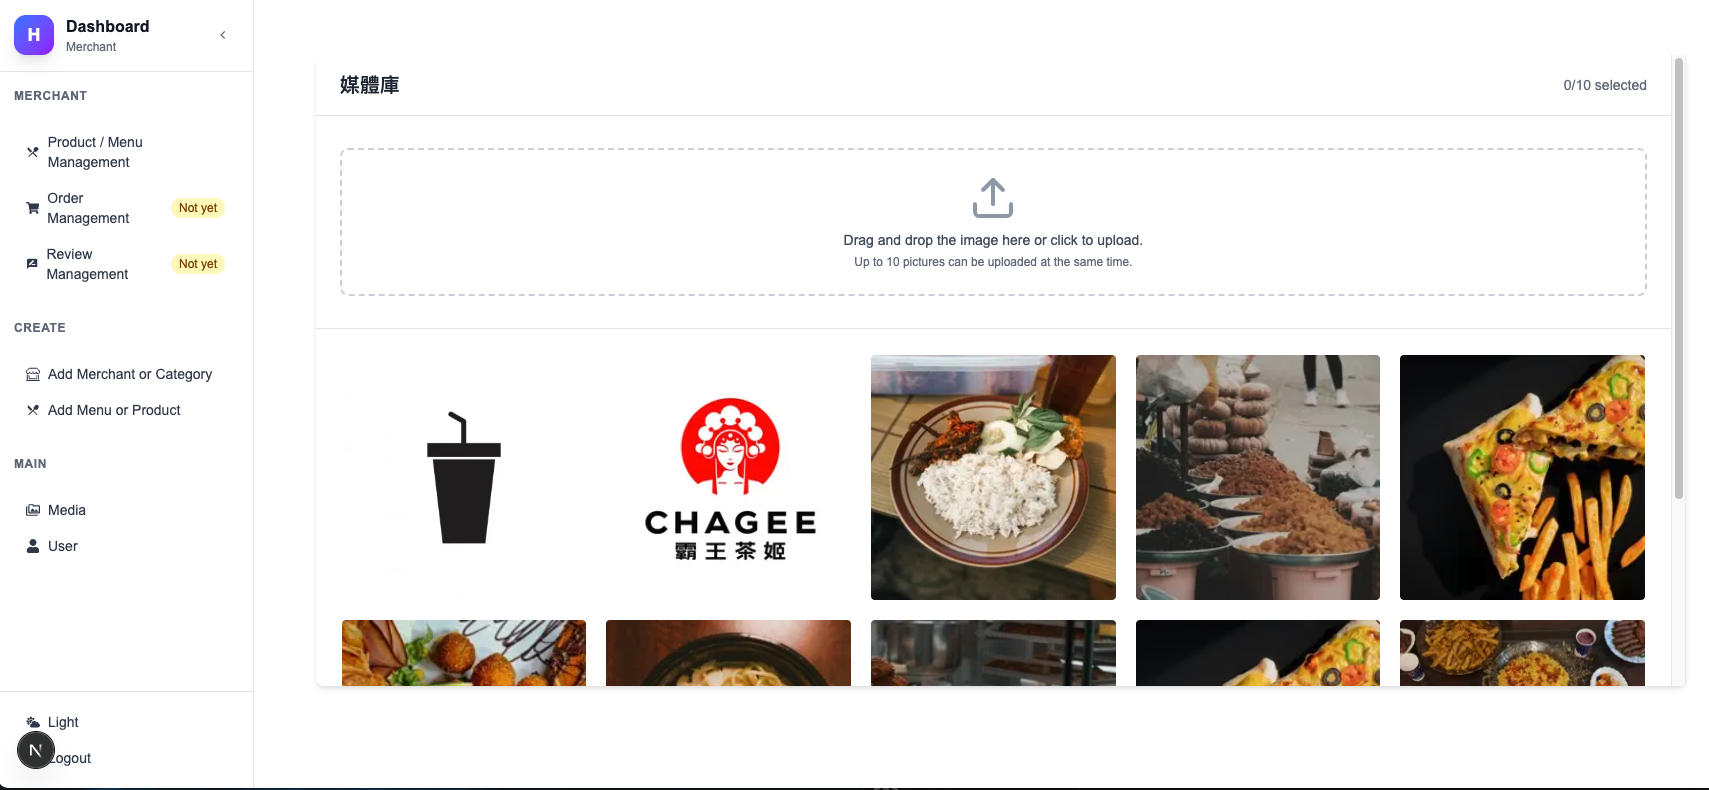 H
Dashboard
Merchant
MERCHANT
Product / Menu
Management
Order
Management
Not yet
Review
Management
Not yet
CREATE
Add Merchant or Category
Add Menu or Product
MAIN
Media
User
Light
N
Logout
媒體庫
0/10 selected
Drag and drop the image here or click to upload.
Up to 10 pictures can be uploaded at the same time.
CHAGEE
霸王茶姬